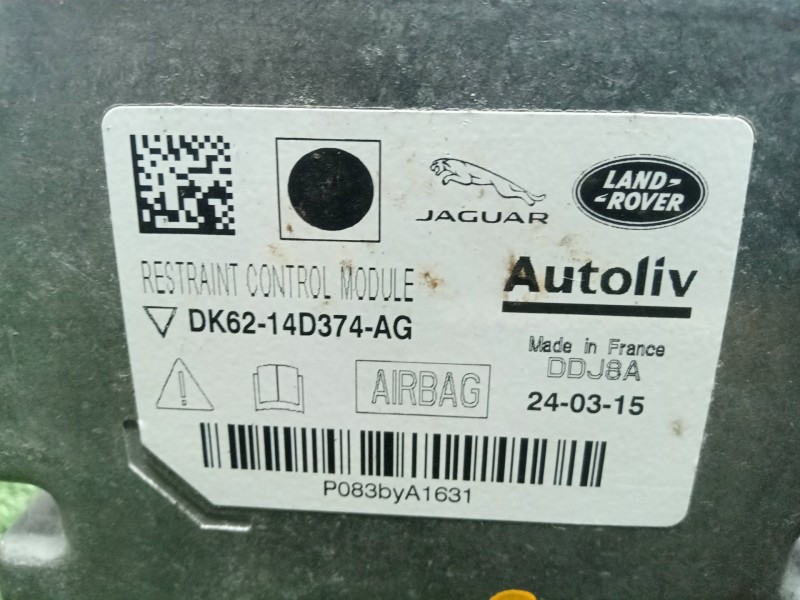 JAGUAR
LAND-
-ROVER
RESTRAINT CONTROL MODULE
Autoliv
DK62-14D374-AG
Made in France
DDJ8A
AIRBAG
24-03-15
P083byA1631